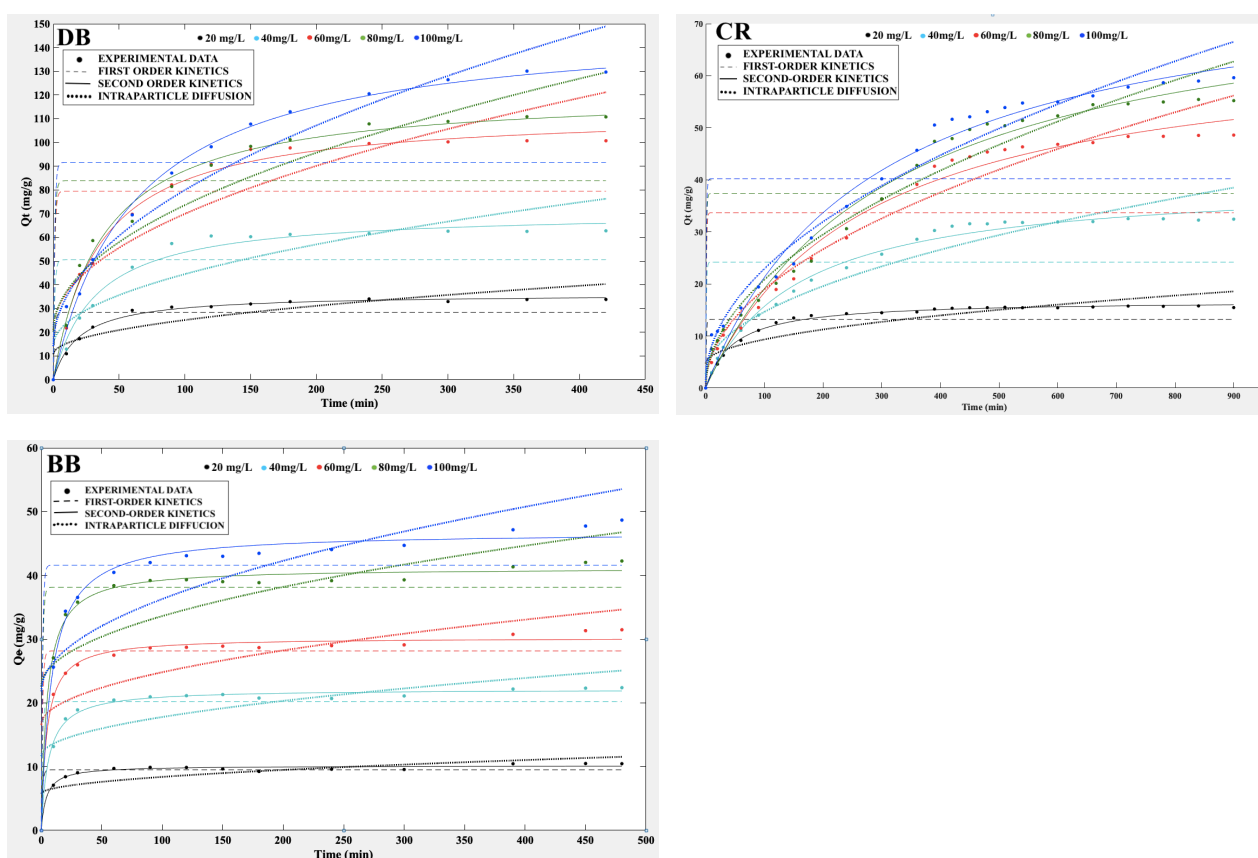 DB
20 mg/L 40mg/L 60mg/L 80mg/L 100mg/L
EXPERIMENTAL DATA
FIRST ORDER KINETICS
SECOND ORDER KINETICS
INTRAPARTICLE DIFFUSION
Qt (mg/g)
150
140
130
120
110
100
90
80
70
60
50
40
30
20
10
0
0 50 100 150 200 250 300 350 400 450
Time (min)
CR
20 mg/L 40mg/L 60mg/L 80mg/L 100mg/L
EXPERIMENTAL DATA
FIRST-ORDER KINETICS
SECOND-ORDER KINETICS
INTRAPARTICLE DIFFUSION
Qt (mg/g)
70
60
50
40
30
20
10
0
0 100 200 300 400 500 600 700 800 900
Time (min)
BB
20 mg/L 40mg/L 60mg/L 80mg/L 100mg/L
EXPERIMENTAL DATA
FIRST-ORDER KINETICS
SECOND-ORDER KINETICS
INTRAPARTICLE DIFFUCION
Qe (mg/g)
60
50
40
30
20
10
0
0 50 100 150 200 250 300 350 400 450 500
Time (min)